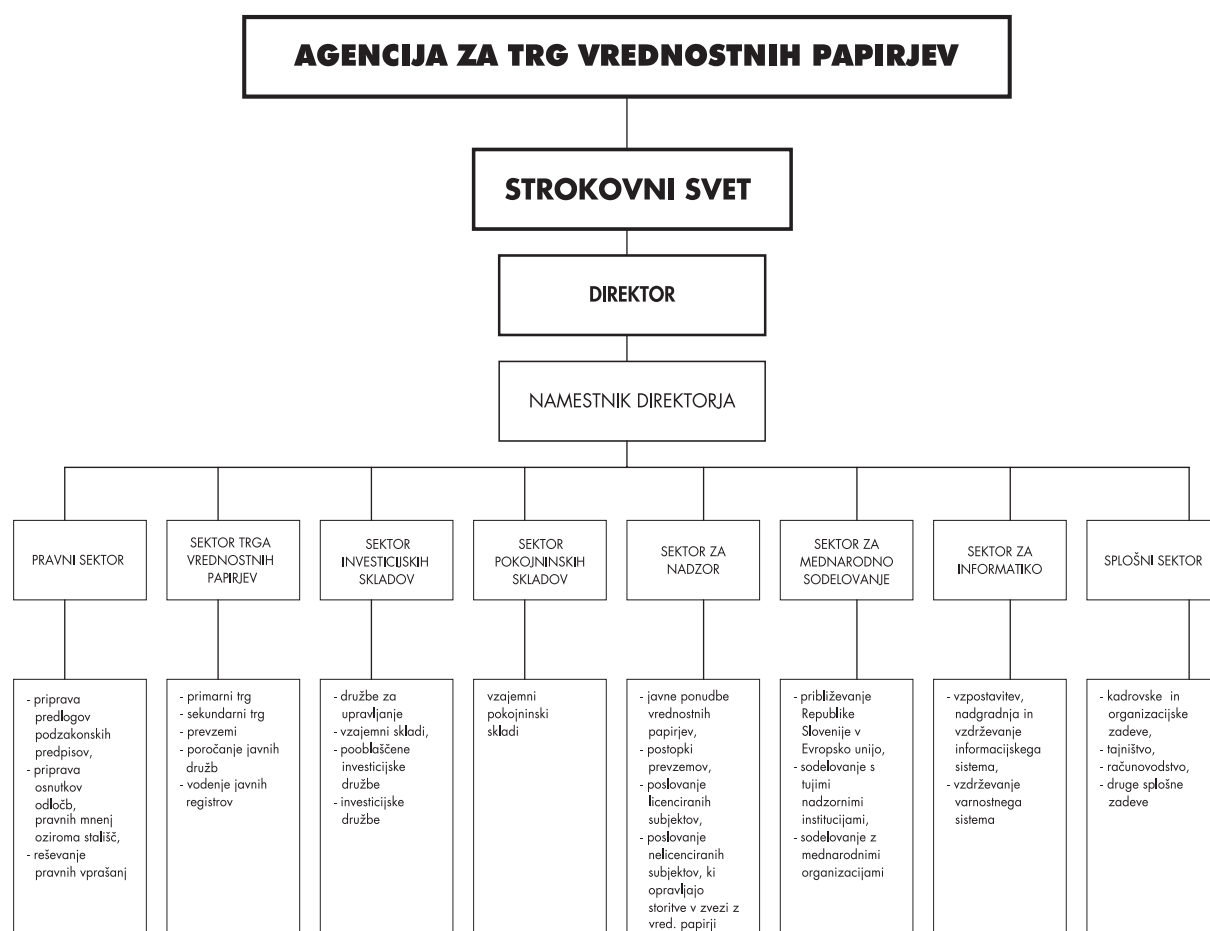 AGENCIJA ZA TRG VREDNOSTNIH PAPIRJEV
STROKOVNI SVET
DIREKTOR
NAMESTNIK DIREKTORJA
PRAVNI SEKTOR
SEKTOR TRGA
VREDNOSTNIH
PAPIRJEV
SEKTOR
INVESTICIJSKIH
SKLADOV
SEKTOR
POKOJNINSKIH
SKLADOV
SEKTOR ZA
NADZOR
SEKTOR ZA
MEDNARODNO
SODELOVANJE
SEKTOR ZA
INFORMATIKO
SPLOŠNI SEKTOR
- priprava
predlogov
podzakonskih
predpisov,
- priprava
osnutkov
odločb,
pravnih mnenj
oziroma stališč,
- reševanje
pravnih vprašanj
- primarni trg
- sekundarni trg
- prevzemi
- poročanje javnih
družb
- vodenje javnih
registrov
- družbe za
upravljanje
- vzajemni skladi,
- pooblaščene
investicijske
družbe
- investicijske
družbe
vzajemni
pokojninski
skladi
- javne ponudbe
vrednostnih
papirjev,
- postopki
prevzemov,
- poslovanje
licenciranih
subjektov,
- poslovanje
nelicenciranih
subjektov, ki
opravljajo
storitve v zvezi z
vred. papirji
- približevanje
Republike
Slovenije v
Evropsko unijo,
- sodelovanje s
tujimi
nadzornimi
institucijami,
- sodelovanje z
mednarodnimi
organizacijami
- vzpostavitev,
nadgradnja in
vzdrževanje
informacijskega
sistema,
- vzdrževanje
varnostnega
sistema
- kadrovske in
organizacijske
zadeve,
- tajništvo,
- računovodstvo,
- druge splošne
zadeve